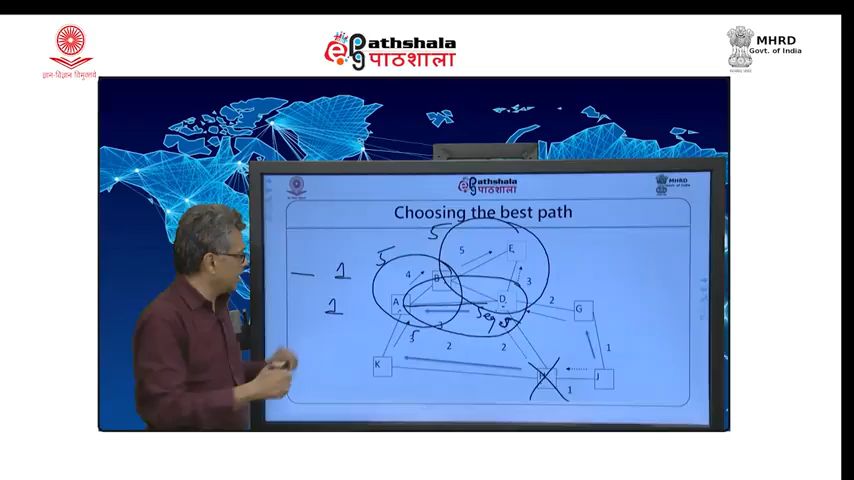 ज्ञान-विज्ञान विमुक्तये
ePathshala
पाठशाला
MHRD
Govt. of India
Pathshala
पाठशाला
MHRD
Govt. of India
Choosing the best path
5
5
5
E
— 1
4
B
3
A
D
2
1
G
3
2
2
1
K
H
J
1